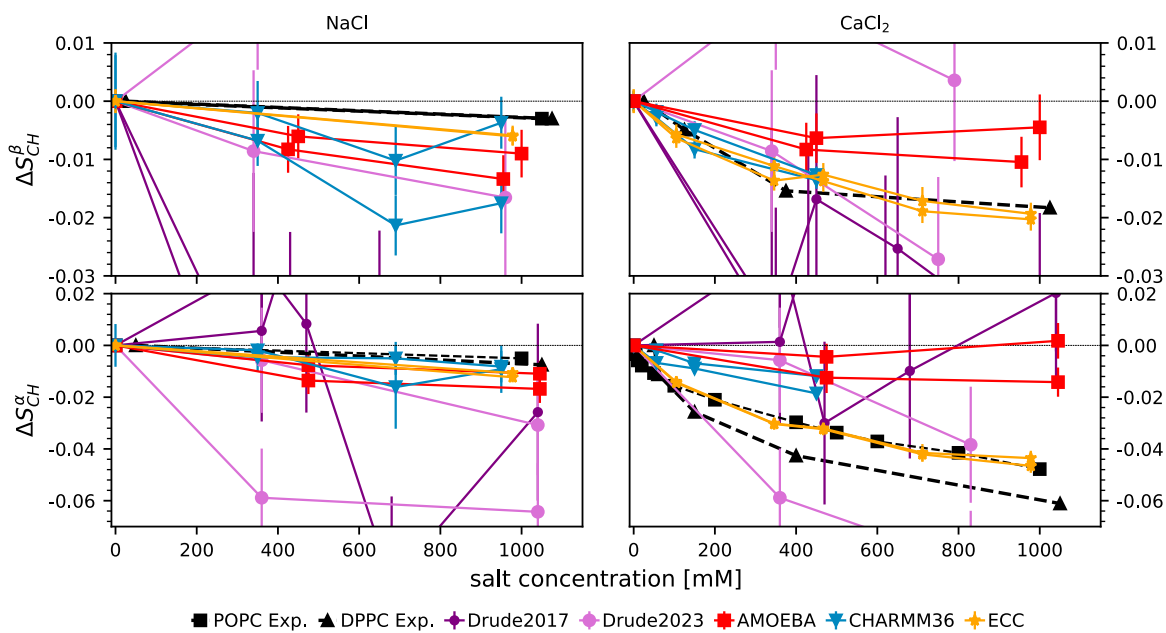 NaCl
CaCl₂
0.01
0.00
-0.01
-0.02
-0.03
ΔS^β_CH
0.01
0.00
-0.01
-0.02
-0.03
0.02
0.00
-0.02
-0.04
-0.06
ΔS^α_CH
0.02
0.00
-0.02
-0.04
-0.06
0 200 400 600 800 1000
0 200 400 600 800 1000
salt concentration [mM]
POPC Exp. DPPC Exp. Drude2017 Drude2023 AMOEBA CHARMM36 ECC